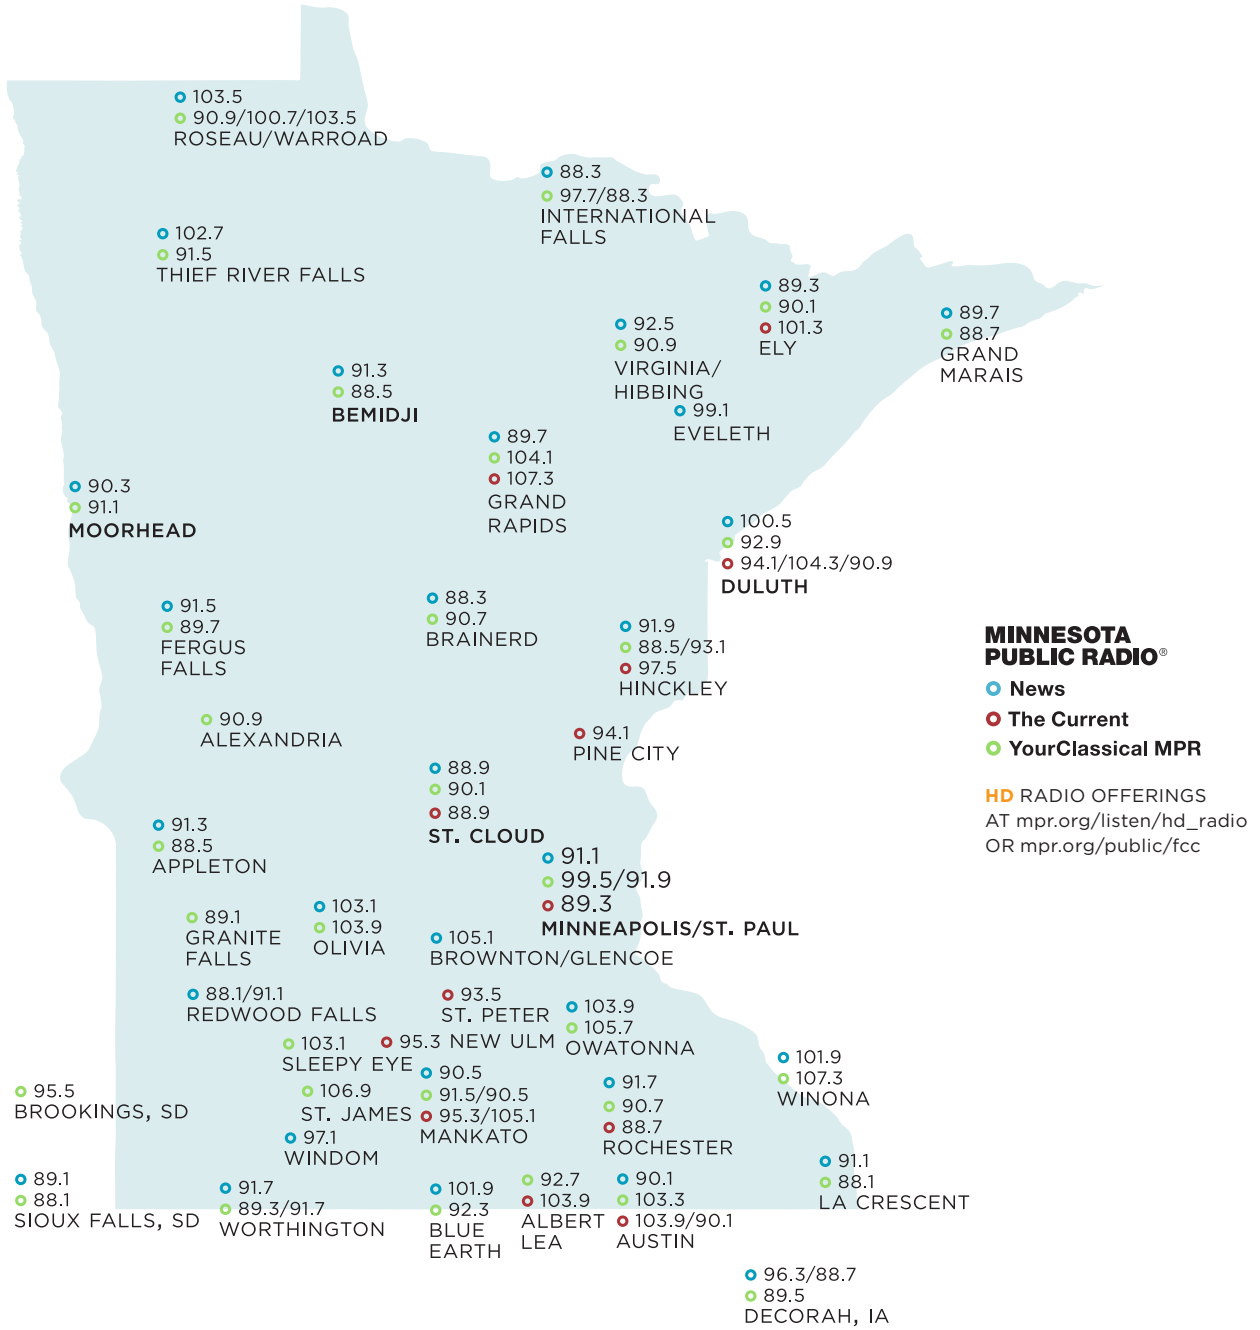 103.5
90.9/100.7/103.5
ROSEAU/WARROAD
88.3
97.7/88.3
INTERNATIONAL
FALLS
102.7
91.5
THIEF RIVER FALLS
89.3
90.1
101.3
ELY
89.7
88.7
GRAND
MARAIS
92.5
90.9
VIRGINIA/
HIBBING
99.1
EVELETH
91.3
88.5
BEMIDJI
89.7
104.1
107.3
GRAND
RAPIDS
90.3
91.1
MOORHEAD
100.5
92.9
94.1/104.3/90.9
DULUTH
91.5
89.7
FERGUS
FALLS
88.3
90.7
BRAINERD
91.9
88.5/93.1
97.5
HINCKLEY
MINNESOTA
PUBLIC RADIO®
News
The Current
YourClassical MPR
HD RADIO OFFERINGS
AT mpr.org/listen/hd_radio
OR mpr.org/public/fcc
90.9
ALEXANDRIA
94.1
PINE CITY
88.9
90.1
88.9
ST. CLOUD
91.3
88.5
APPLETON
91.1
99.5/91.9
89.3
MINNEAPOLIS/ST. PAUL
89.1
GRANITE
FALLS
103.1
103.9
OLIVIA
105.1
BROWNTON/GLENCOE
88.1/91.1
REDWOOD FALLS
93.5
ST. PETER
103.9
105.7
OWATONNA
103.1
SLEEPY EYE
95.3 NEW ULM
101.9
107.3
WINONA
95.5
BROOKINGS, SD
106.9
ST. JAMES
90.5
91.5/90.5
95.3/105.1
MANKATO
91.7
90.7
88.7
ROCHESTER
97.1
WINDOM
91.1
88.1
LA CRESCENT
89.1
88.1
SIOUX FALLS, SD
91.7
89.3/91.7
WORTHINGTON
101.9
92.3
BLUE
EARTH
92.7
103.9
ALBERT
LEA
90.1
103.3
103.9/90.1
AUSTIN
96.3/88.7
89.5
DECORAH, IA